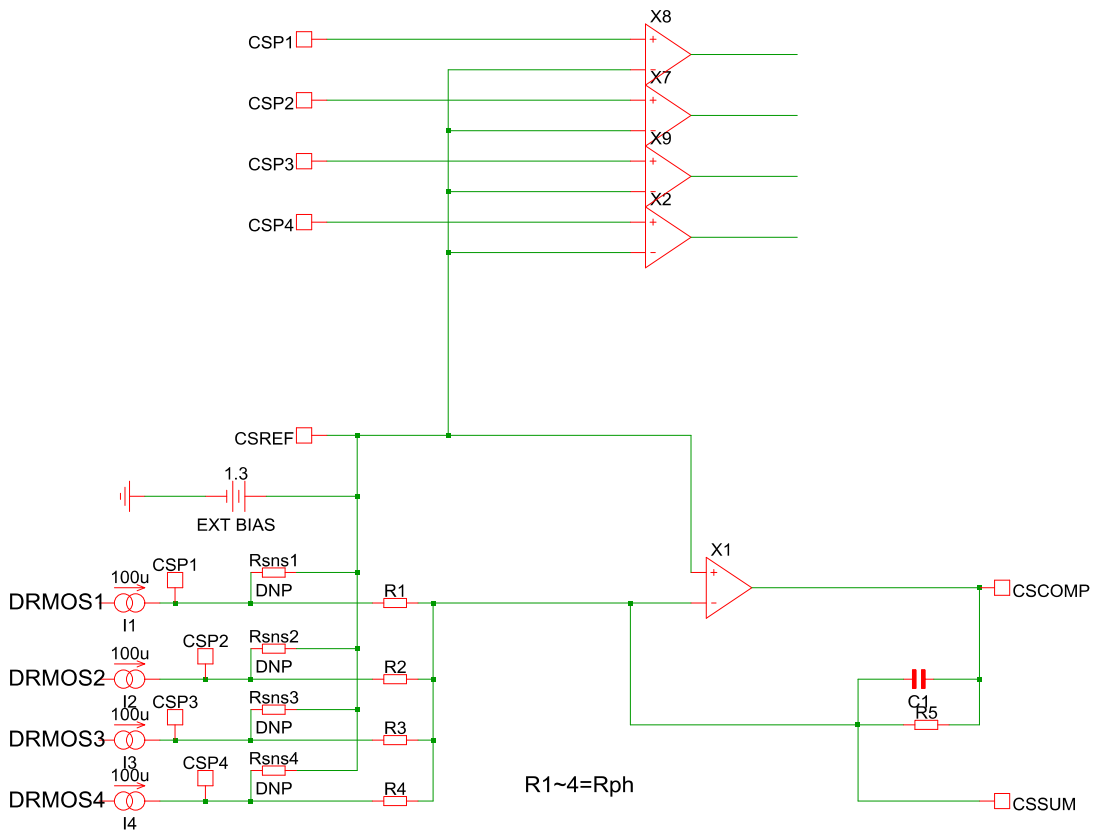 X8
CSP1
+
-
X7
CSP2
+
-
X9
CSP3
+
-
X2
CSP4
+
-
CSREF
1.3
EXT BIAS
X1
+
-
CSCOMP
CSP1
Rsns1
100u
DNP
R1
DRMOS1
I1
CSP2
Rsns2
100u
DNP
R2
DRMOS2
I2
CSP3
Rsns3
100u
DNP
R3
DRMOS3
I3
CSP4
Rsns4
100u
DNP
R4
DRMOS4
I4
C1
R5
R1~4=Rph
CSSUM